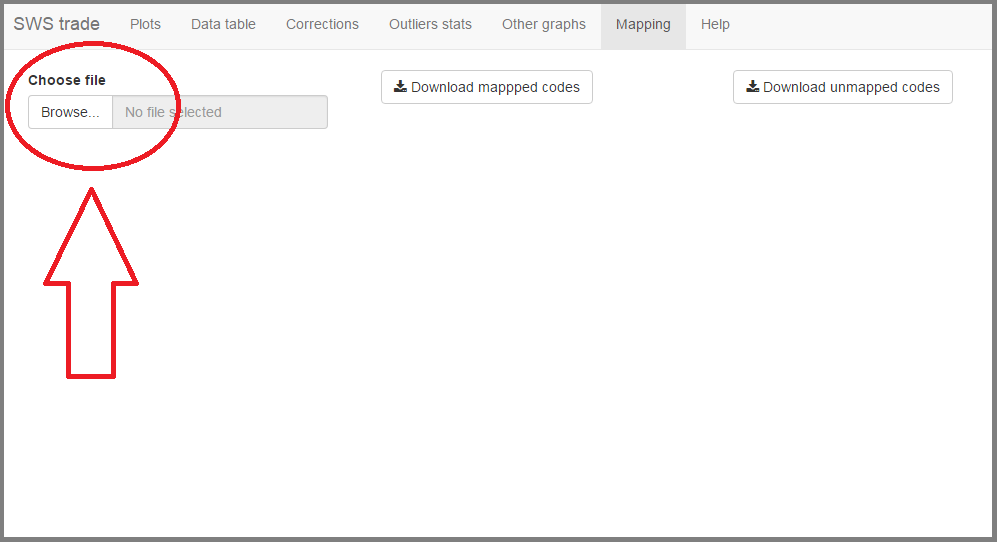 SWS trade Plots Data table Corrections Outliers stats Other graphs Mapping Help
Choose file
Browse... No file selected
Download mappped codes
Download unmapped codes